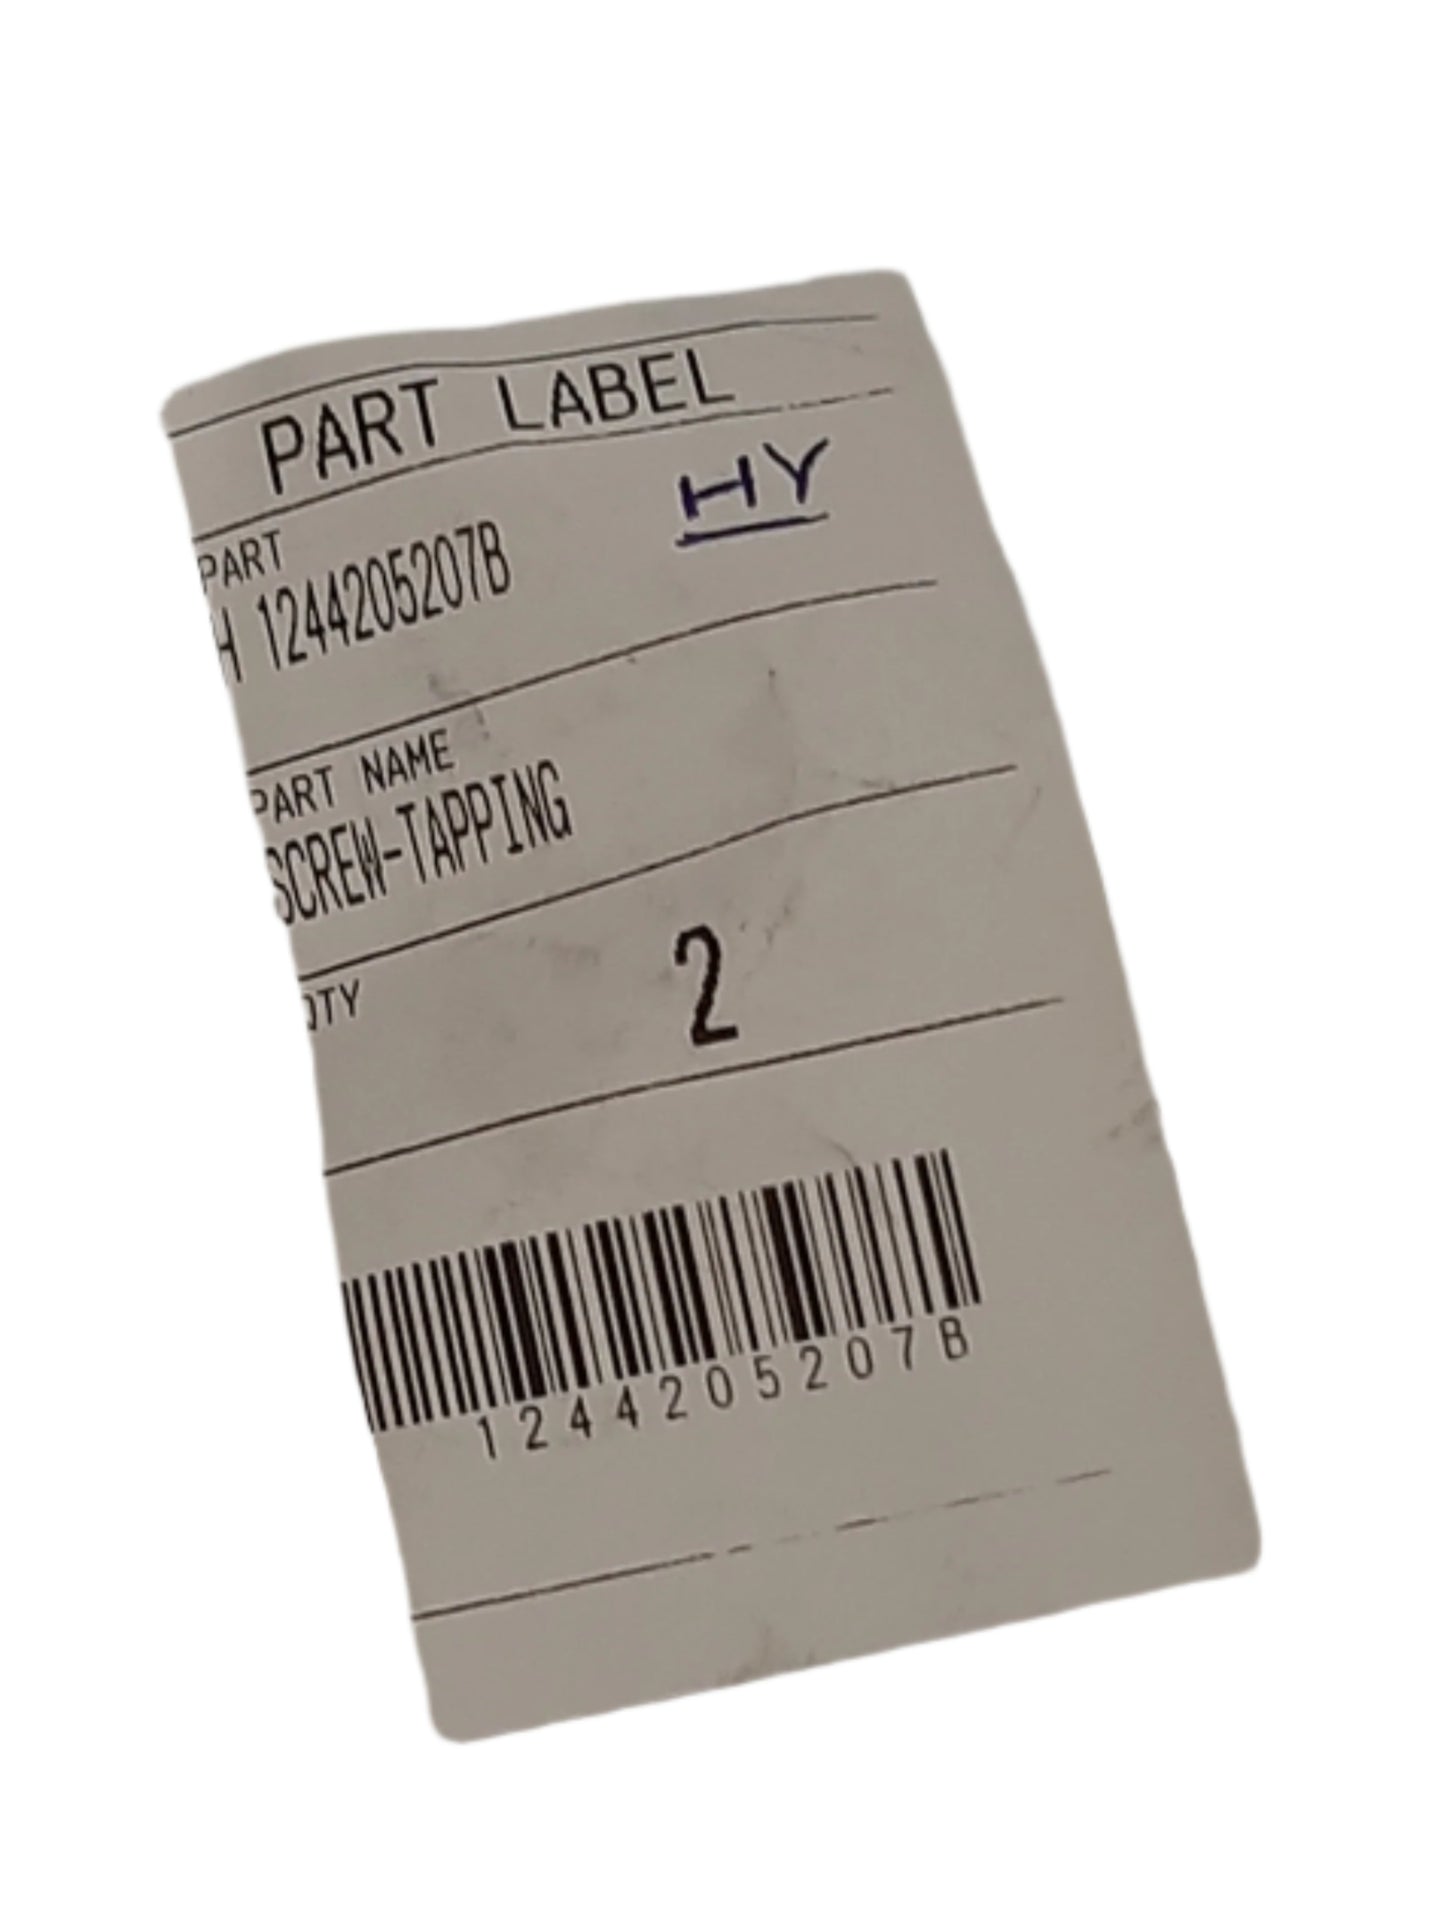 PART LABEL
HY
PART
H 1244205207B
PART NAME
SCREW-TAPPING
QTY
2
1244205207B